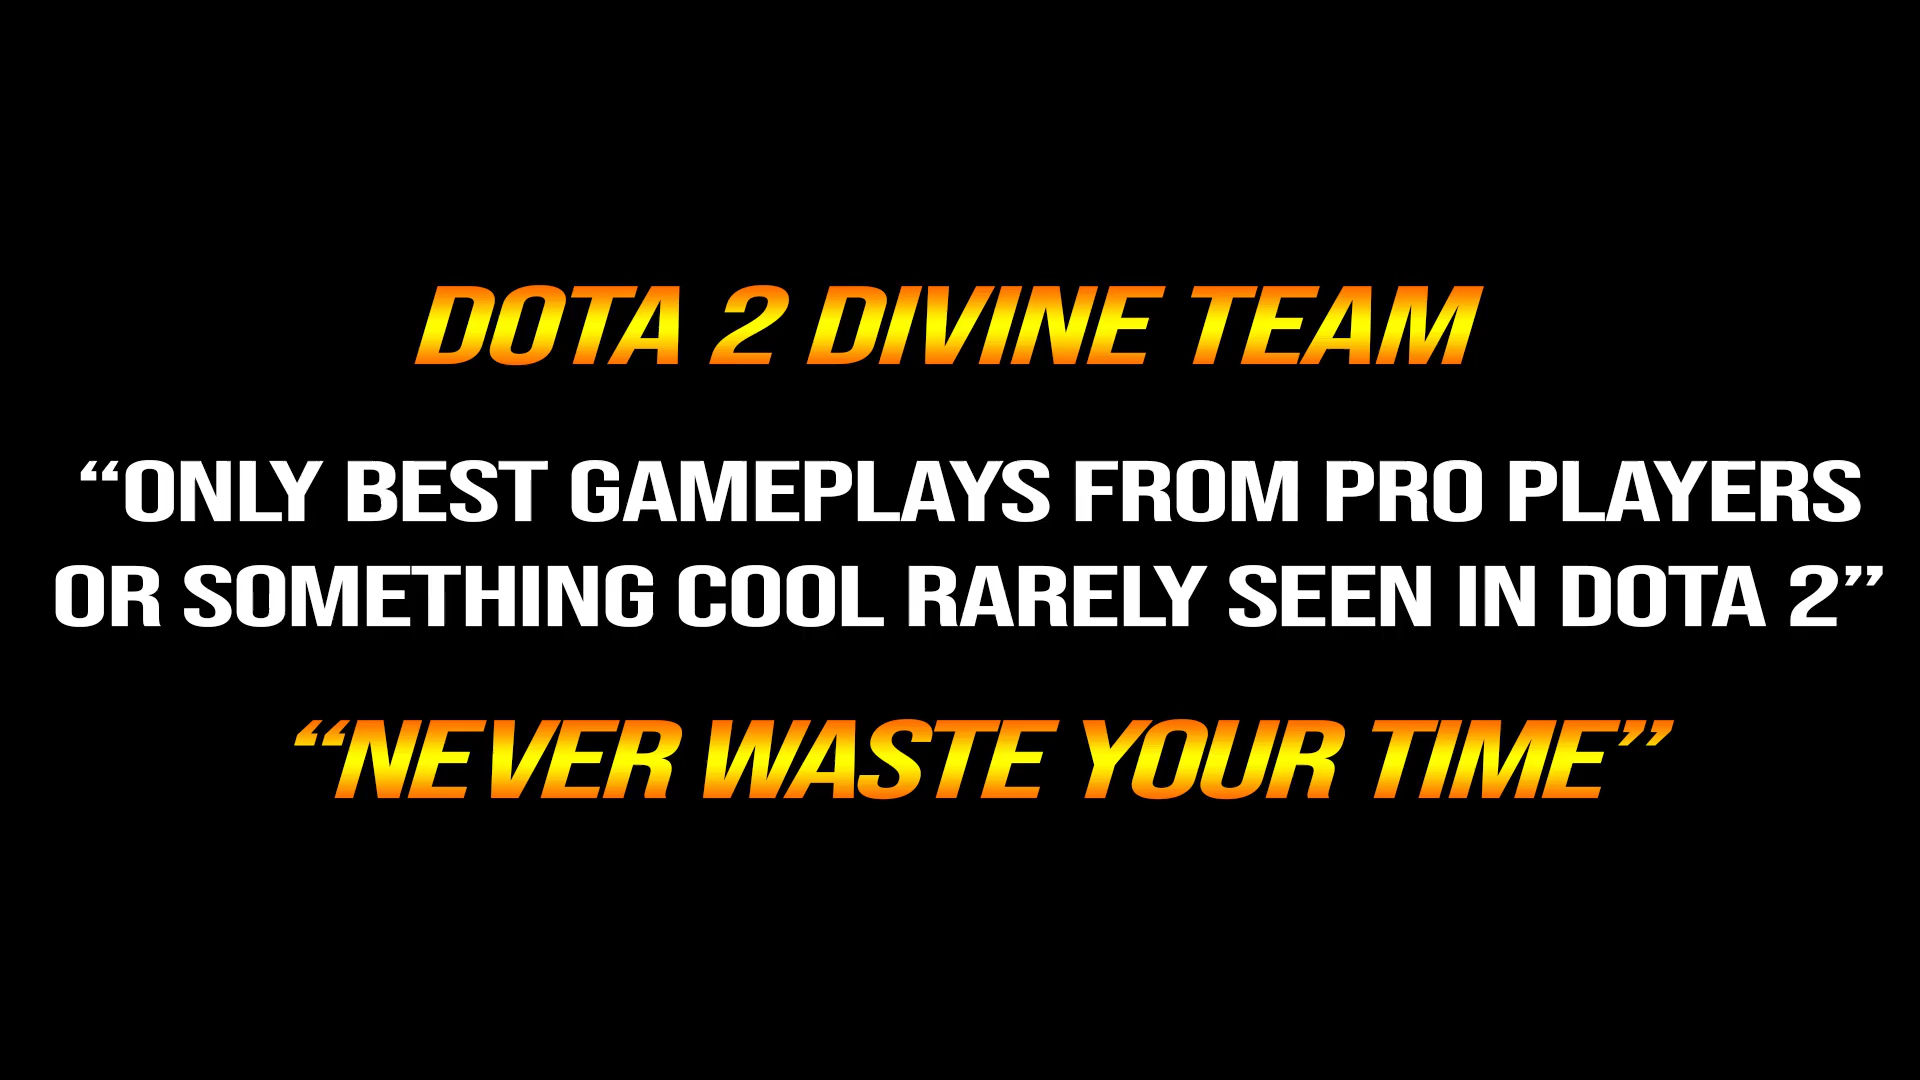 DOTA 2 DIVINE TEAM
“ONLY BEST GAMEPLAYS FROM PRO PLAYERS
OR SOMETHING COOL RARELY SEEN IN DOTA 2”
“NEVER WASTE YOUR TIME”